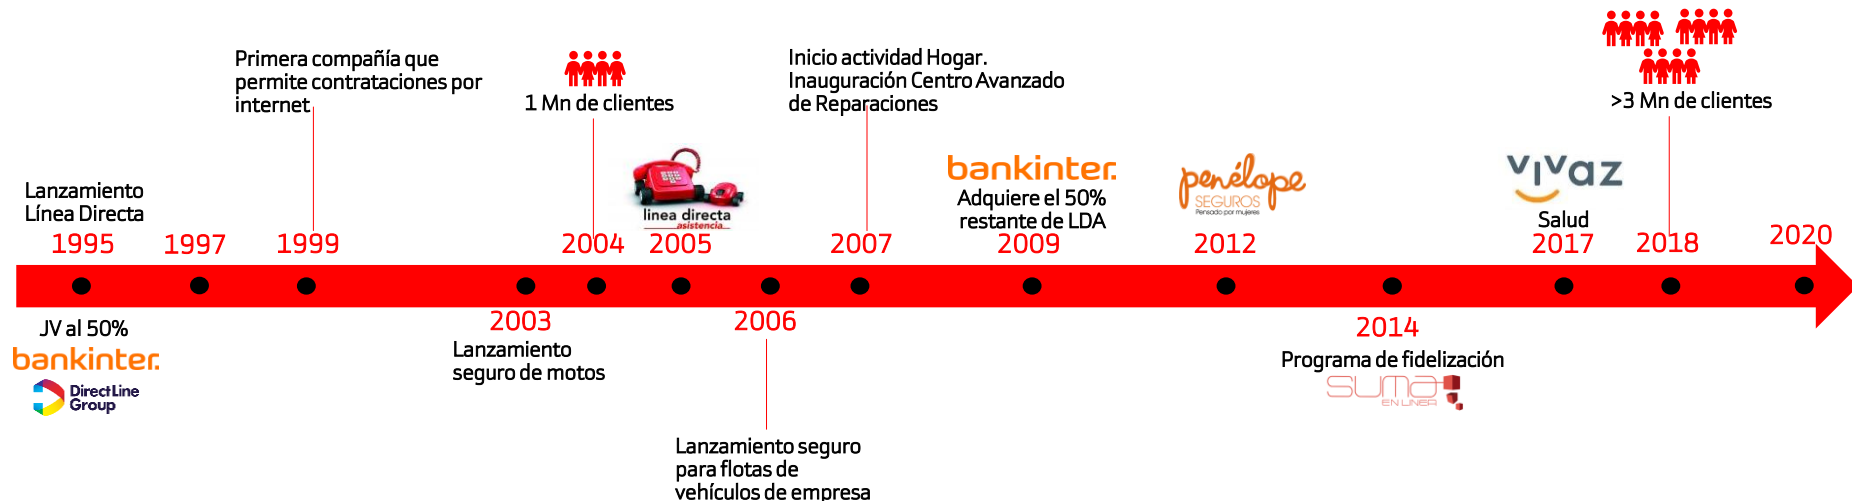 Primera compañía que
permite contrataciones por
internet
1 Mn de clientes
Inicio actividad Hogar.
Inauguración Centro Avanzado
de Reparaciones
>3 Mn de clientes
Lanzamiento
Línea Directa
línea directa
asistencia
bankinter.
Adquiere el 50%
restante de LDA
penélope
SEGUROS
Pensado por mujeres
vivaz
Salud
1995
1997
1999
2004
2005
2007
2009
2012
2017
2018
2020
JV al 50%
bankinter.
DirectLine
Group
2003
Lanzamiento
seguro de motos
2006
Lanzamiento seguro
para flotas de
vehículos de empresa
2014
Programa de fidelización
suma
EN LINEA